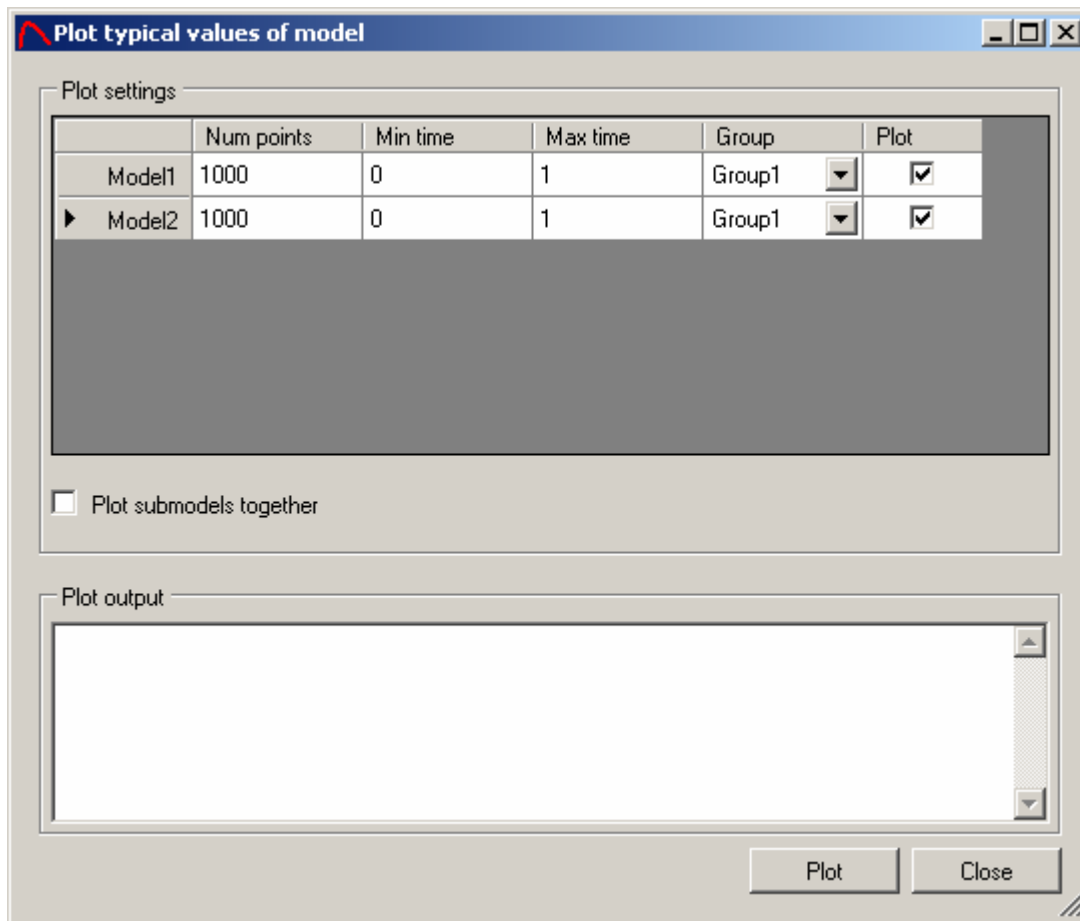 Plot typical values of model
Plot settings
Num points Min time Max time Group Plot
Model1 1000 0 1 Group1
Model2 1000 0 1 Group1
Plot submodels together
Plot output
Plot Close